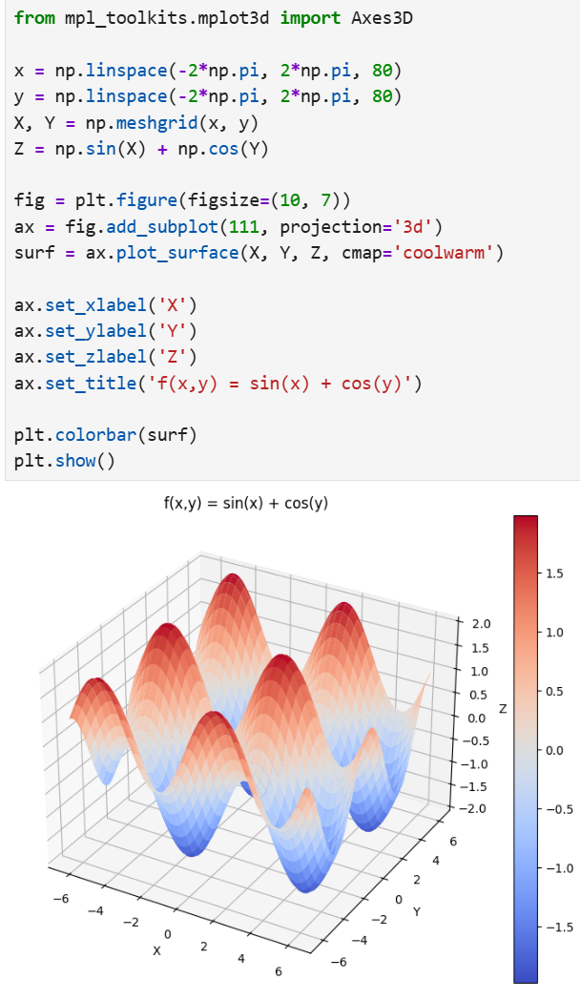 from mpl_toolkits.mplot3d import Axes3D
x = np.linspace(-2*np.pi, 2*np.pi, 80)
y = np.linspace(-2*np.pi, 2*np.pi, 80)
X, Y = np.meshgrid(x, y)
Z = np.sin(X) + np.cos(Y)
fig = plt.figure(figsize=(10, 7))
ax = fig.add_subplot(111, projection='3d')
surf = ax.plot_surface(X, Y, Z, cmap='coolwarm')
ax.set_xlabel('X')
ax.set_ylabel('Y')
ax.set_zlabel('Z')
ax.set_title('f(x,y) = sin(x) + cos(y)')
plt.colorbar(surf)
plt.show()
f(x,y) = sin(x) + cos(y)
−6
−4
−2
0
2
4
6
X
−6
−4
−2
0
2
4
6
Y
2.0
1.5
1.0
0.5
0.0
−0.5
−1.0
−1.5
−2.0
Z
1.5
1.0
0.5
0.0
−0.5
−1.0
−1.5